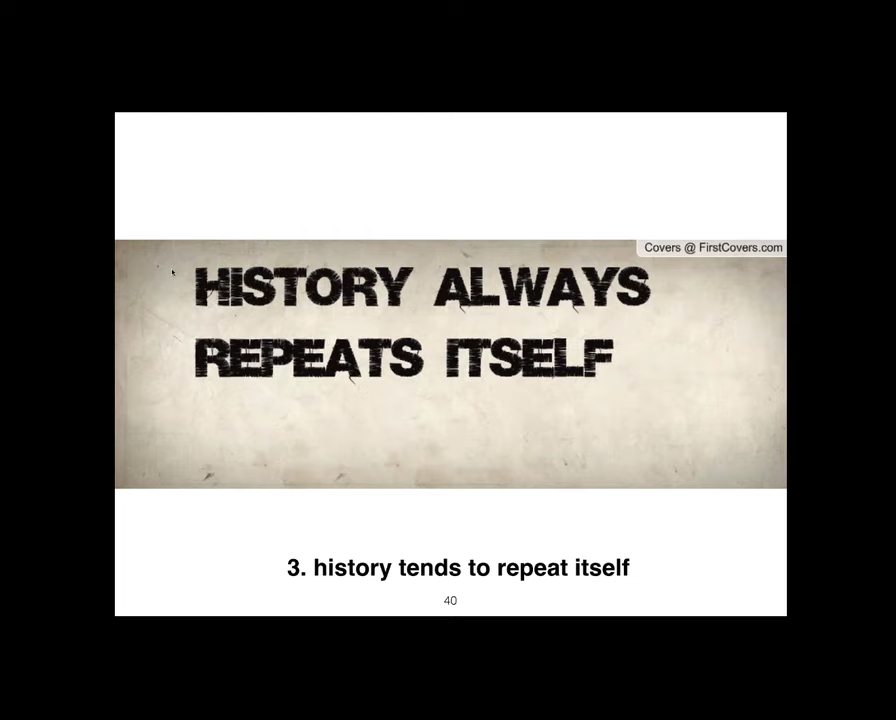 Covers @ FirstCovers.com
HISTORY ALWAYS
REPEATS ITSELF
3. history tends to repeat itself
40